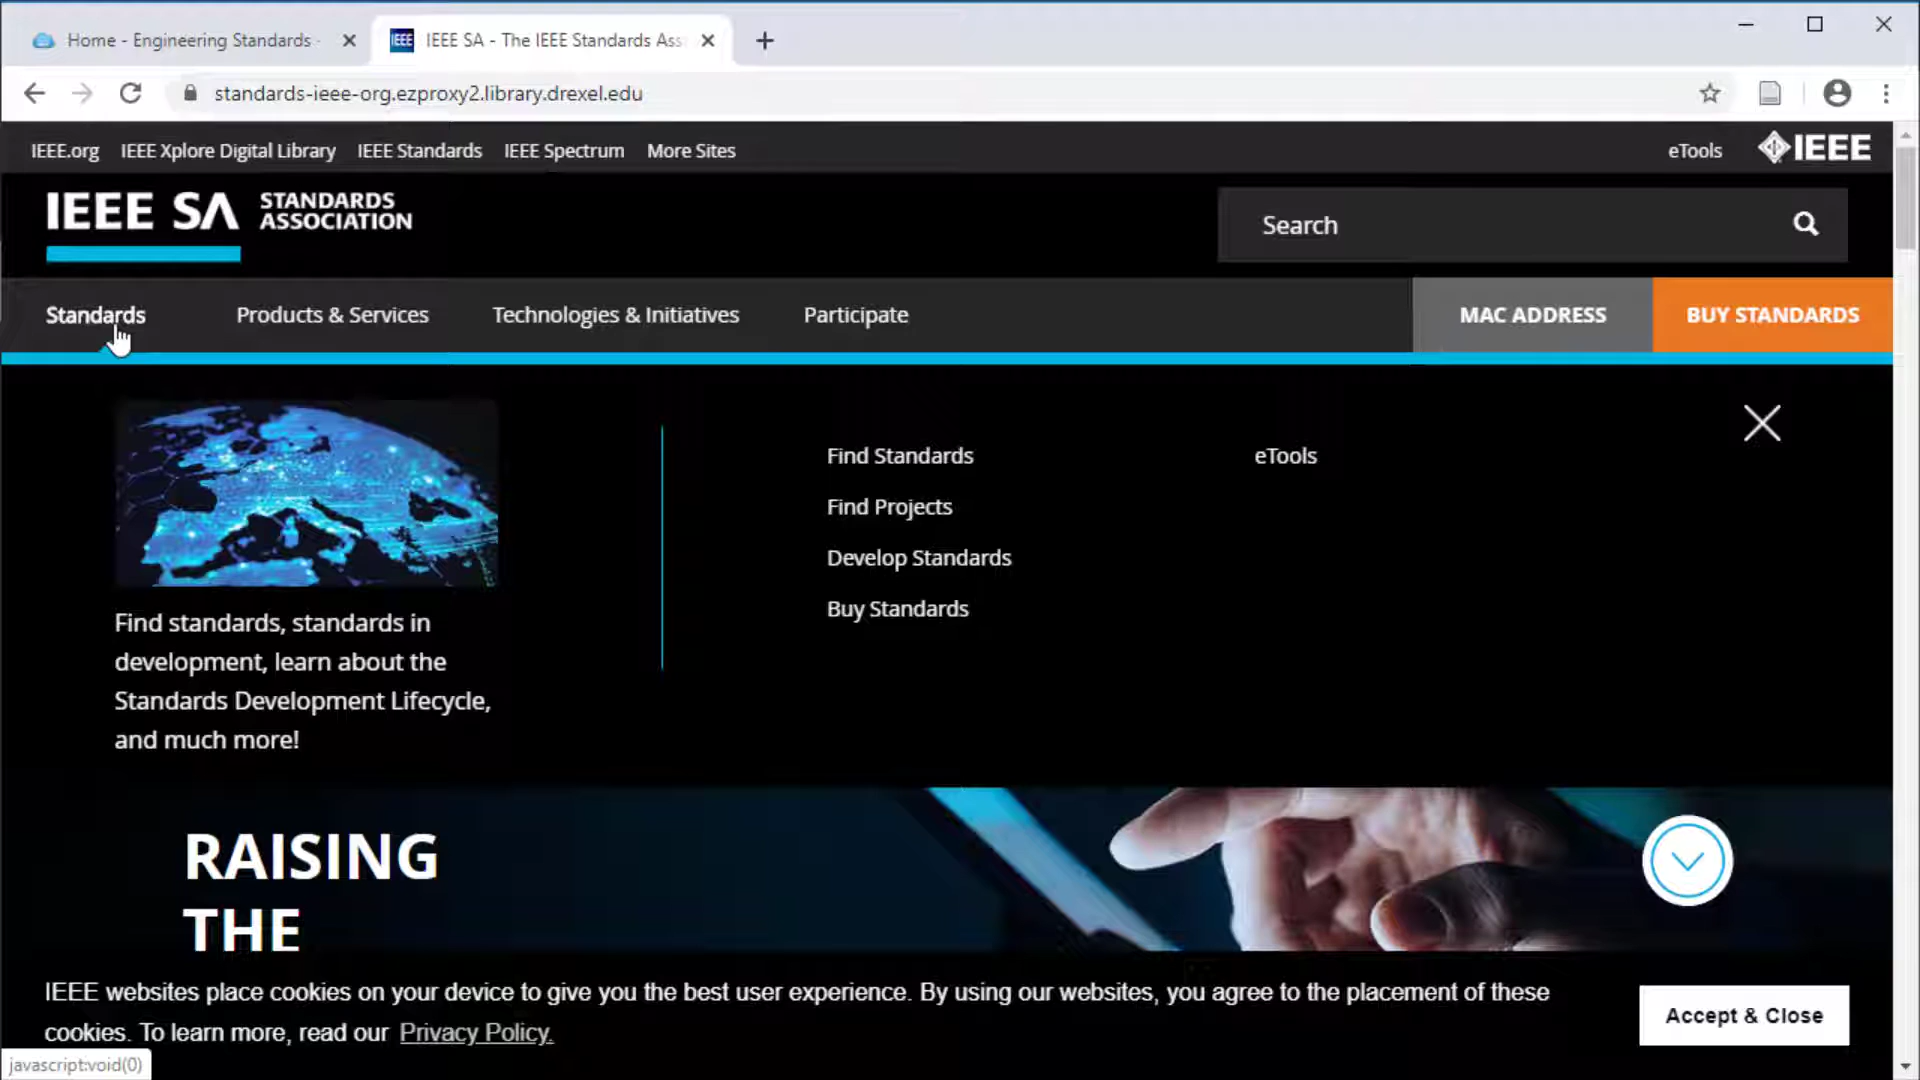 Home - Engineering Standards -
IEEE IEEE SA - The IEEE Standards Ass
standards-ieee-org.ezproxy2.library.drexel.edu
IEEE.org IEEE Xplore Digital Library IEEE Standards IEEE Spectrum More Sites eTools IEEE
IEEE SA STANDARDS
ASSOCIATION
Search
Standards Products & Services Technologies & Initiatives Participate MAC ADDRESS BUY STANDARDS
Find Standards eTools
Find Projects
Develop Standards
Buy Standards
Find standards, standards in
development, learn about the
Standards Development Lifecycle,
and much more!
RAISING
THE
IEEE websites place cookies on your device to give you the best user experience. By using our websites, you agree to the placement of these
cookies. To learn more, read our Privacy Policy.
Accept & Close
javascript:void(0)